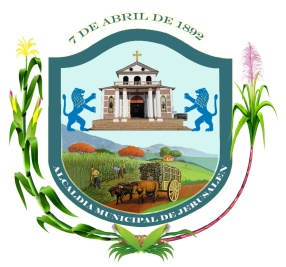 7 DE ABRIL DE 1892
ALCALDIA MUNICIPAL DE JERUSALEN